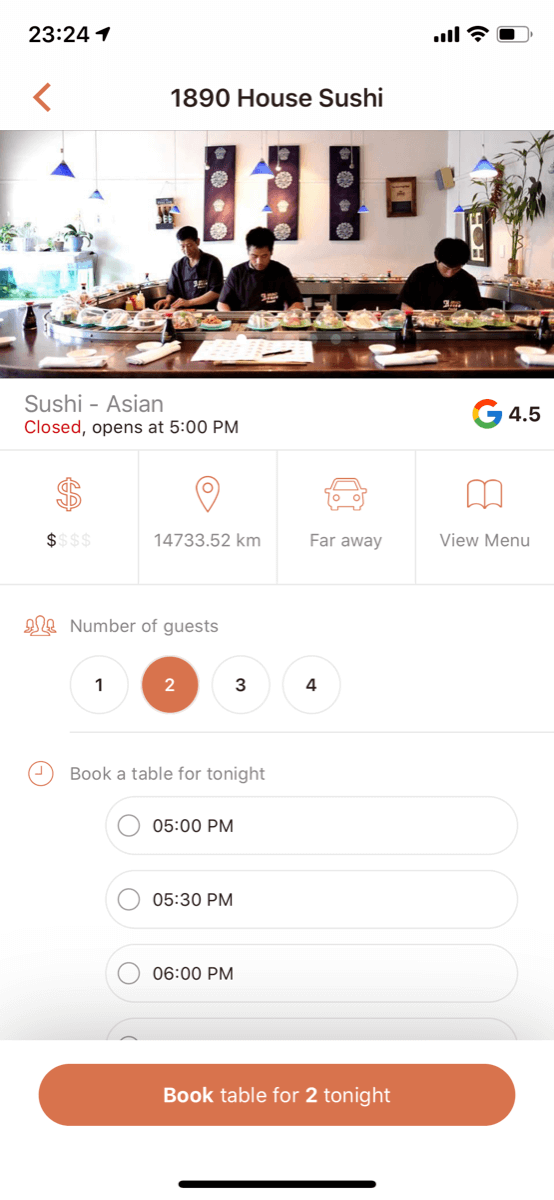 23:24
1890 House Sushi
Sushi - Asian
Closed, opens at 5:00 PM
4.5
$$$$
14733.52 km
Far away
View Menu
Number of guests
1
2
3
4
Book a table for tonight
05:00 PM
05:30 PM
06:00 PM
Book table for 2 tonight